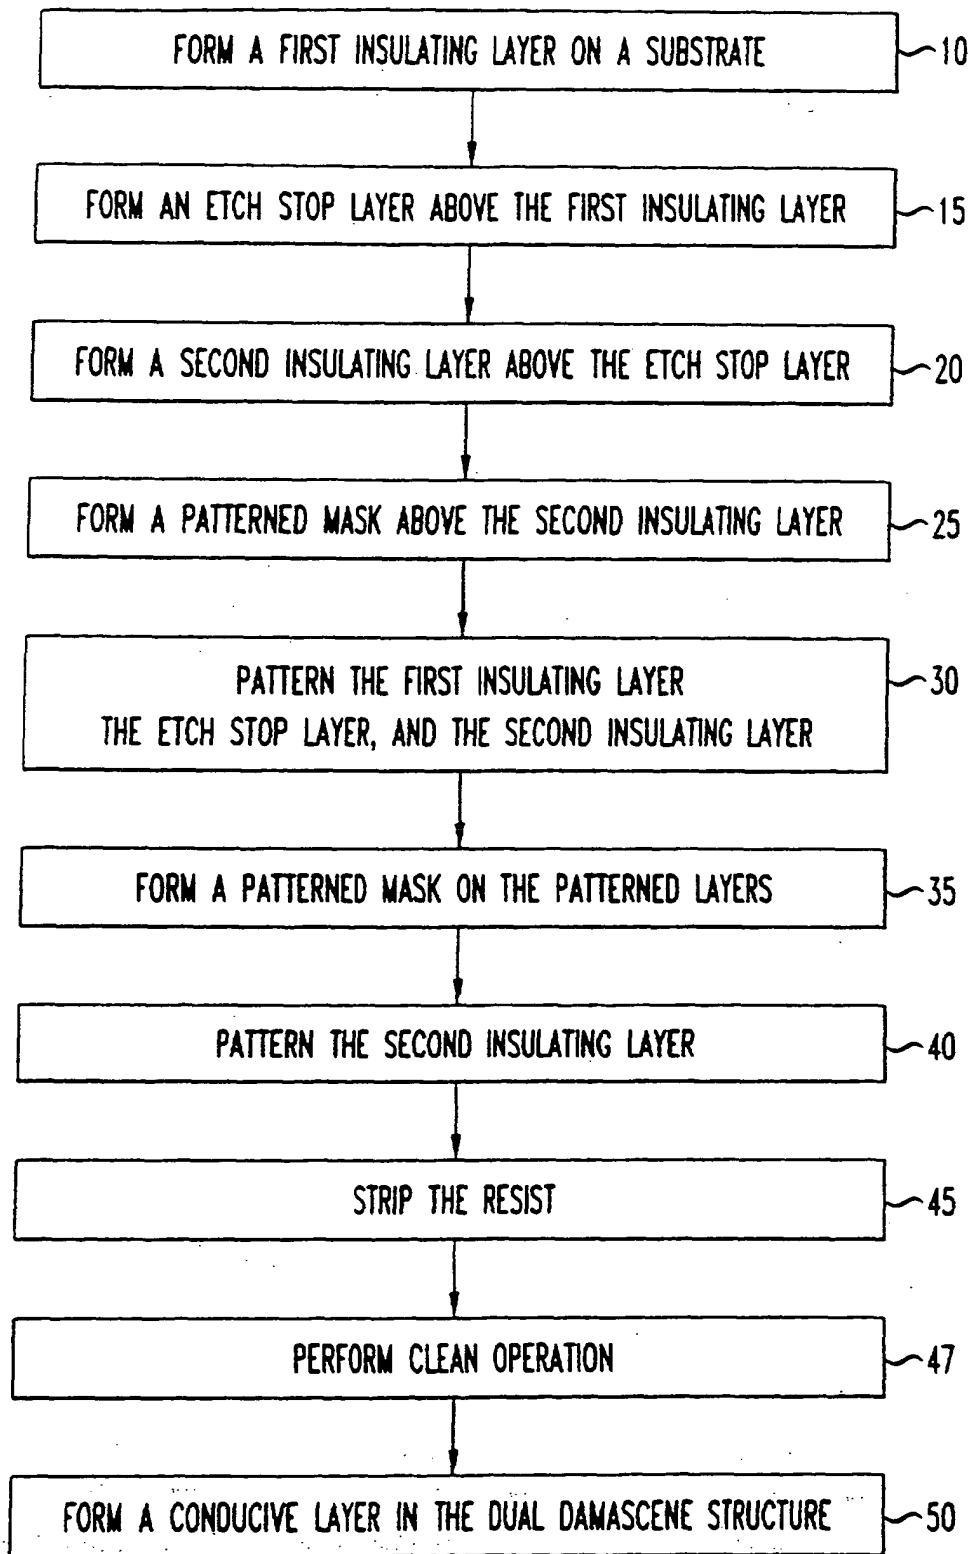 FORM A FIRST INSULATING LAYER ON A SUBSTRATE 10
FORM AN ETCH STOP LAYER ABOVE THE FIRST INSULATING LAYER 15
FORM A SECOND INSULATING LAYER ABOVE THE ETCH STOP LAYER 20
FORM A PATTERNED MASK ABOVE THE SECOND INSULATING LAYER 25
PATTERN THE FIRST INSULATING LAYER 30
THE ETCH STOP LAYER, AND THE SECOND INSULATING LAYER
FORM A PATTERNED MASK ON THE PATTERNED LAYERS 35
PATTERN THE SECOND INSULATING LAYER 40
STRIP THE RESIST 45
PERFORM CLEAN OPERATION 47
FORM A CONDUCIVE LAYER IN THE DUAL DAMASCENE STRUCTURE 50